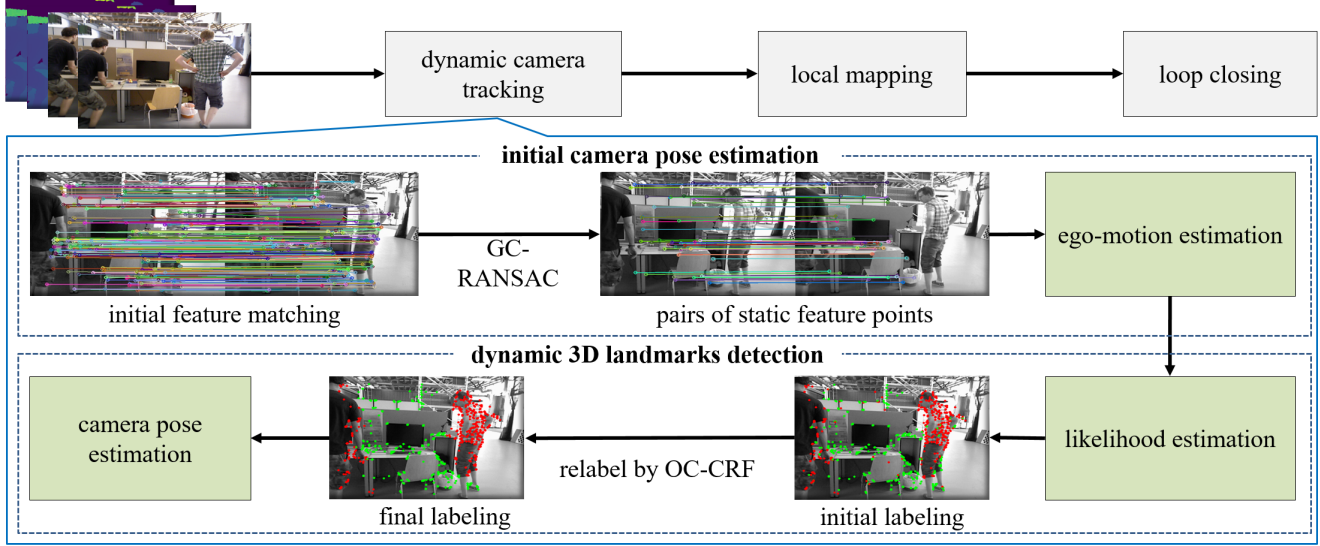 dynamic camera
tracking
local mapping
loop closing
initial camera pose estimation
GC-
RANSAC
ego-motion estimation
initial feature matching
pairs of static feature points
dynamic 3D landmarks detection
camera pose
estimation
relabel by OC-CRF
likelihood estimation
final labeling
initial labeling